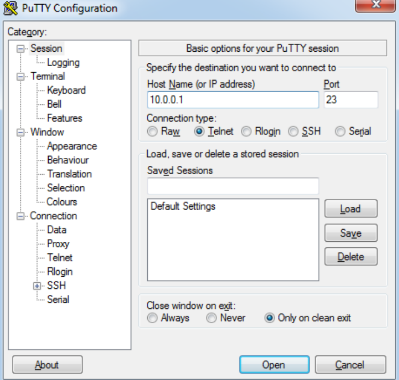 PuTTY Configuration
Category:
Session
Logging
Terminal
Keyboard
Bell
Features
Window
Appearance
Behaviour
Translation
Selection
Colours
Connection
Data
Proxy
Telnet
Rlogin
SSH
Serial
Basic options for your PuTTY session
Specify the destination you want to connect to
Host Name (or IP address) Port
10.0.0.1 23
Connection type:
Raw Telnet Rlogin SSH Serial
Load, save or delete a stored session
Saved Sessions
Default Settings
Load
Save
Delete
Close window on exit:
Always Never Only on clean exit
About Open Cancel